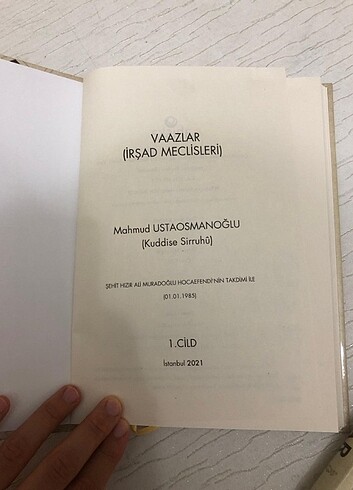 VAAZLAR
(İRŞAD MECLİSLERİ)
Mahmud USTAOSMANOĞLU
(Kuddise Sirruhû)
ŞEHİT HIZIR ALİ MURADOĞLU HOCAEFENDİ'NİN TAKDİMİ İLE
(01.01.1985)
1.CİLD
İstanbul 2021